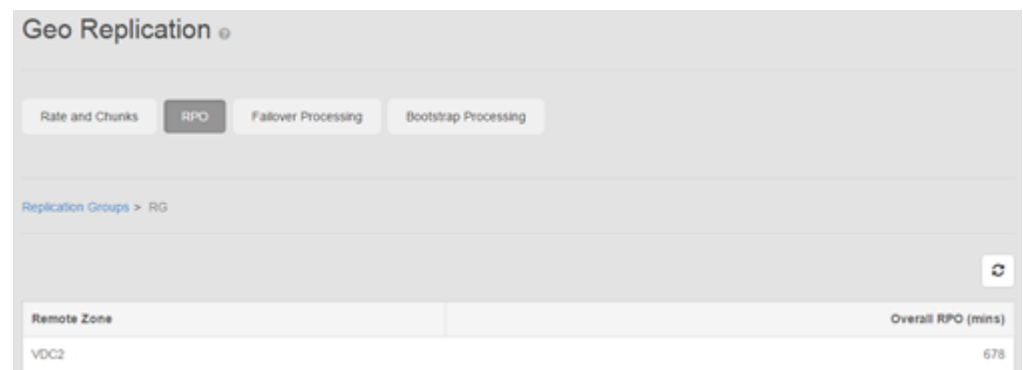 Geo Replication
Rate and Chunks RPO Failover Processing Bootstrap Processing
Replication Groups > RG
Remote Zone Overall RPO (mins)
VDC2 678